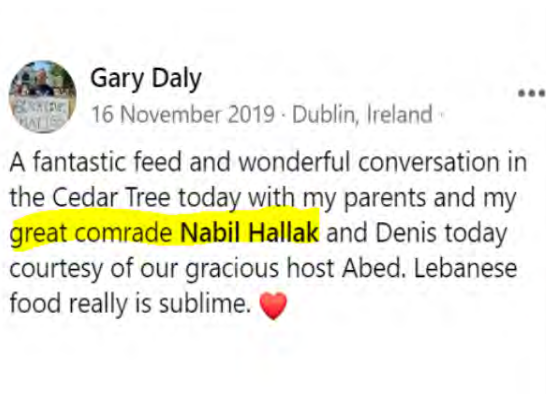 Gary Daly
16 November 2019 · Dublin, Ireland ·
A fantastic feed and wonderful conversation in
the Cedar Tree today with my parents and my
great comrade Nabil Hallak and Denis today
courtesy of our gracious host Abed. Lebanese
food really is sublime. ❤️